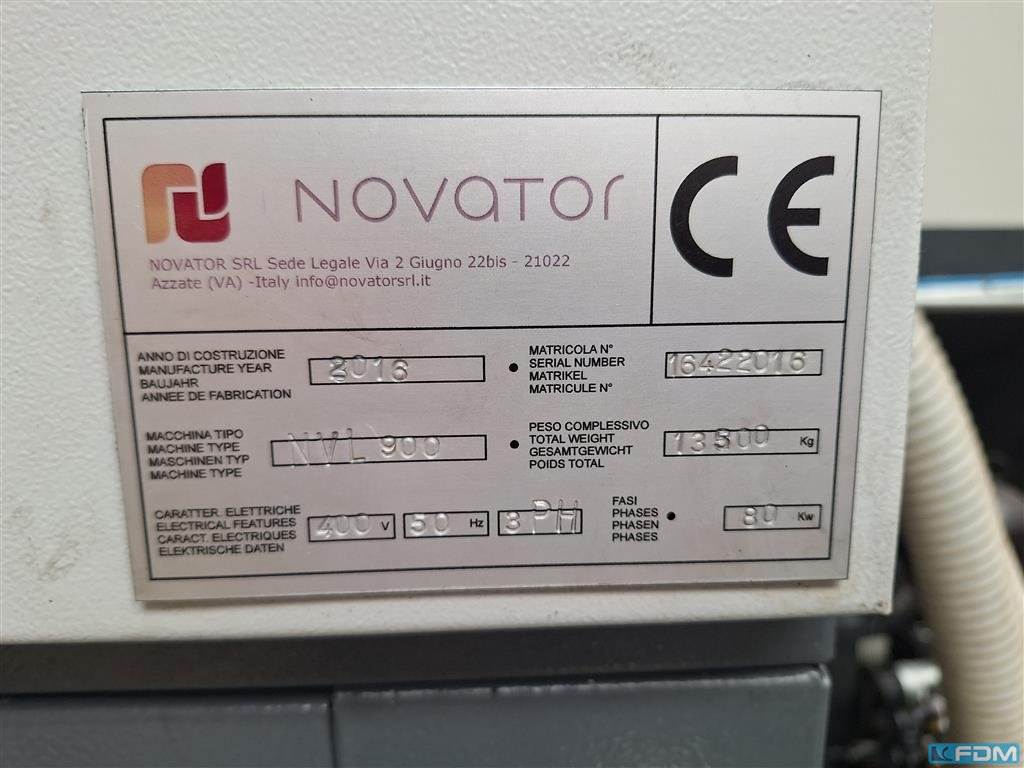 NOVATOR
CE
NOVATOR SRL Sede Legale Via 2 Giugno 22bis - 21022
Azzate (VA) -Italy info@novatorsrl.it
ANNO DI COSTRUZIONE
MANUFACTURE YEAR
BAUJAHR
ANNEE DE FABRICATION
2016
MATRICOLA N°
SERIAL NUMBER
MATRIKEL
MATRICULE N°
16422016
MACCHINA TIPO
MACHINE TYPE
MASCHINEN TYP
MACHINE TYPE
NVL 900
PESO COMPLESSIVO
TOTAL WEIGHT
GESAMTGEWICHT
POIDS TOTAL
13500 Kg
CARATTER. ELETTRICHE
ELECTRICAL FEATURES
CARACT. ELECTRIQUES
ELEKTRISCHE DATEN
400 V 50 Hz 3 PH
FASI
PHASES
PHASEN
PHASES
80 Kw
FDM